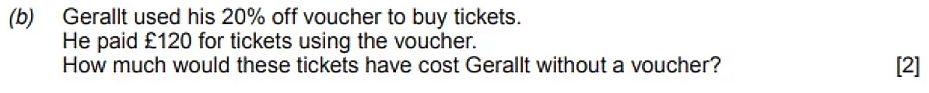 (b) Gerallt used his 20% off voucher to buy tickets.
He paid £120 for tickets using the voucher.
How much would these tickets have cost Gerallt without a voucher? [2]